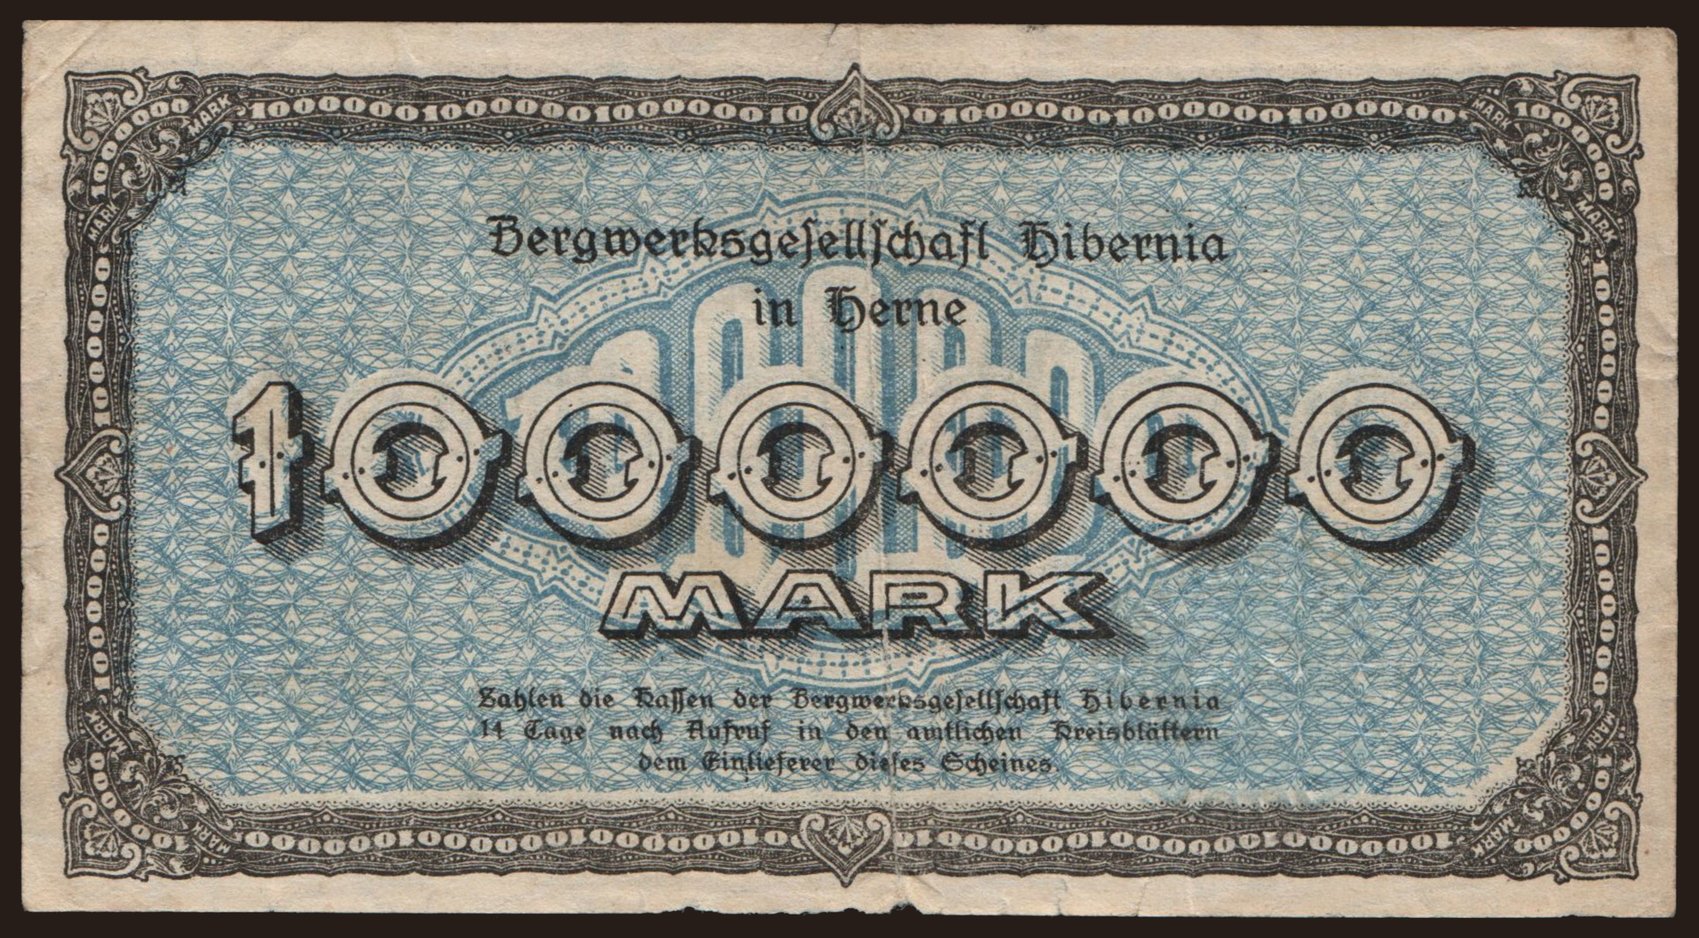 Bergwerksgesellschaft Hibernia
in Herne
1000000
MARK
Zahlen die Kassen der Bergwerksgesellschaft Hibernia
14 Tage nach Aufruf in den amtlichen Kreisblättern
dem Einlieferer dieses Scheines.